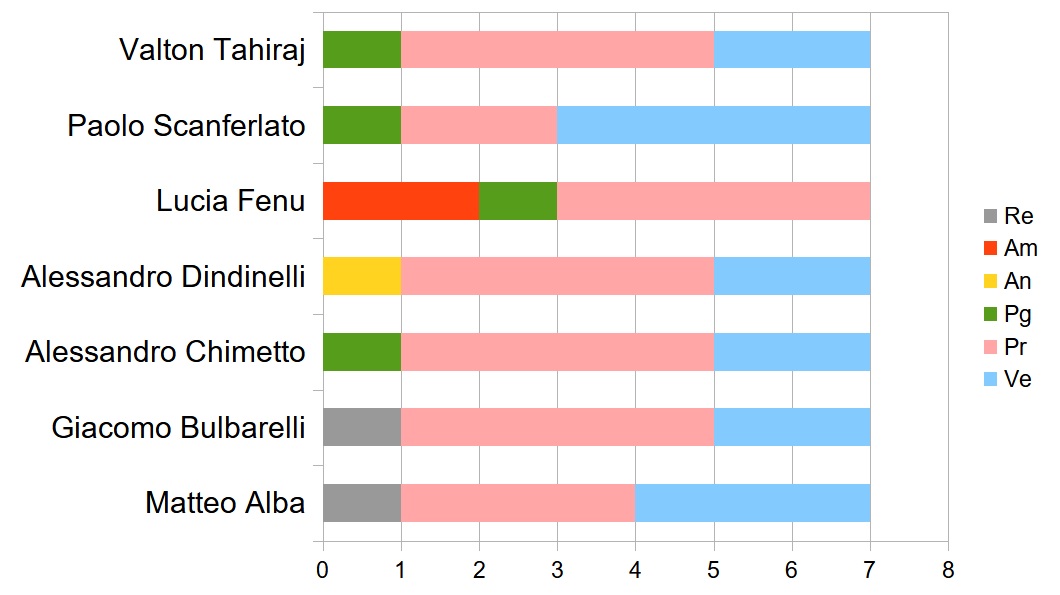 Valton Tahiraj
Paolo Scanferlato
Lucia Fenu
Alessandro Dindinelli
Alessandro Chimetto
Giacomo Bulbarelli
Matteo Alba
0 1 2 3 4 5 6 7 8
Re
Am
An
Pg
Pr
Ve